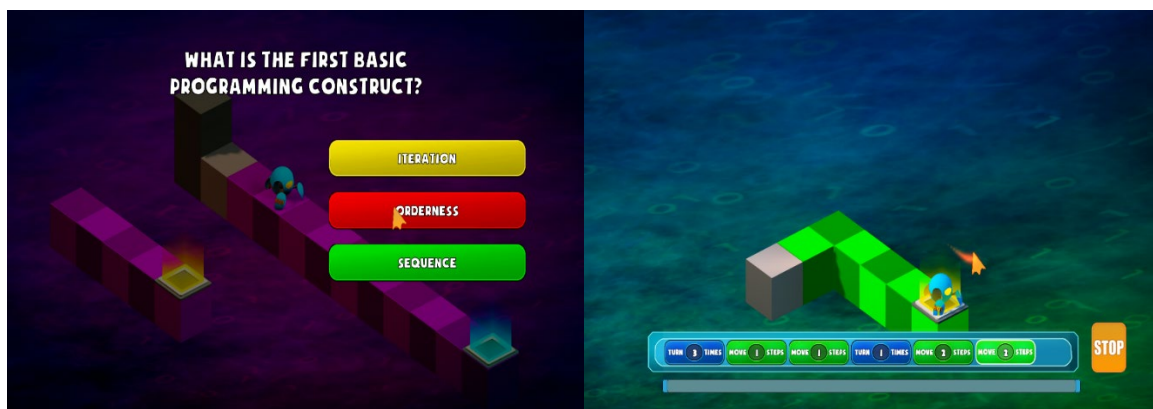 WHAT IS THE FIRST BASIC
PROGRAMMING CONSTRUCT?
ITERATION
ORDERNESS
SEQUENCE
TURN 3 TIMES MOVE 1 STEPS MOVE 1 STEPS TURN 1 TIMES MOVE 2 STEPS MOVE 2 STEPS
STOP